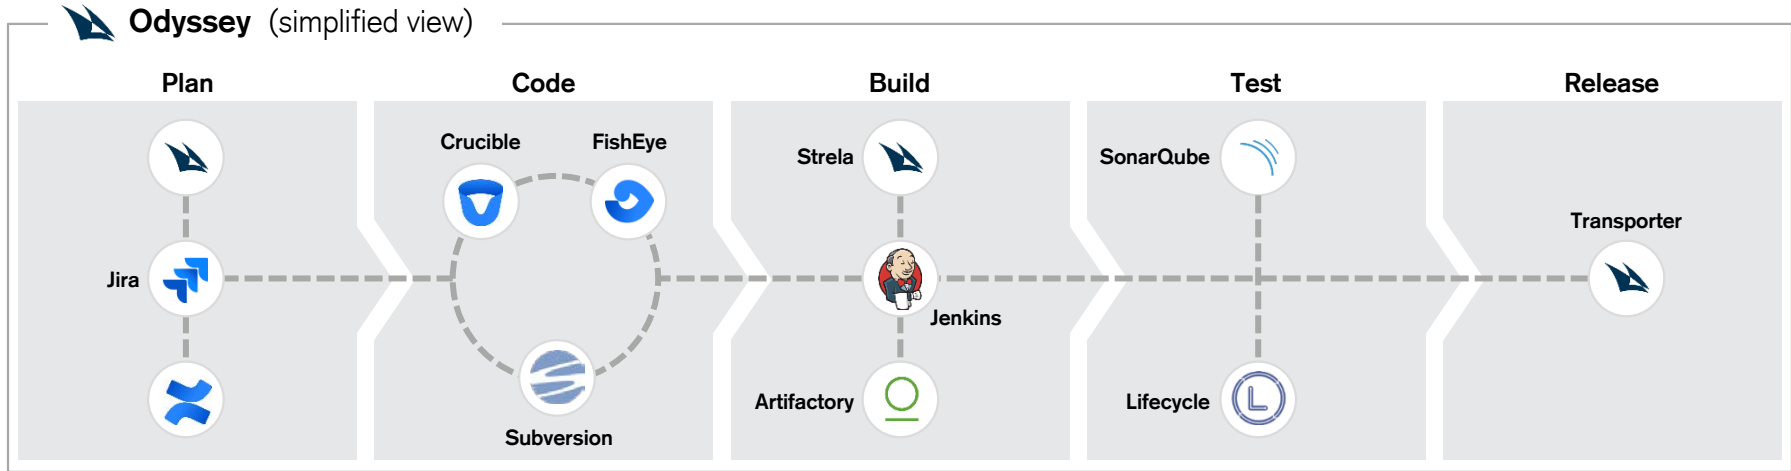 Odyssey (simplified view)
Plan
Code
Build
Test
Release
Crucible
FishEye
Strela
SonarQube
Transporter
Jira
Jenkins
Artifactory
Lifecycle
L
Subversion